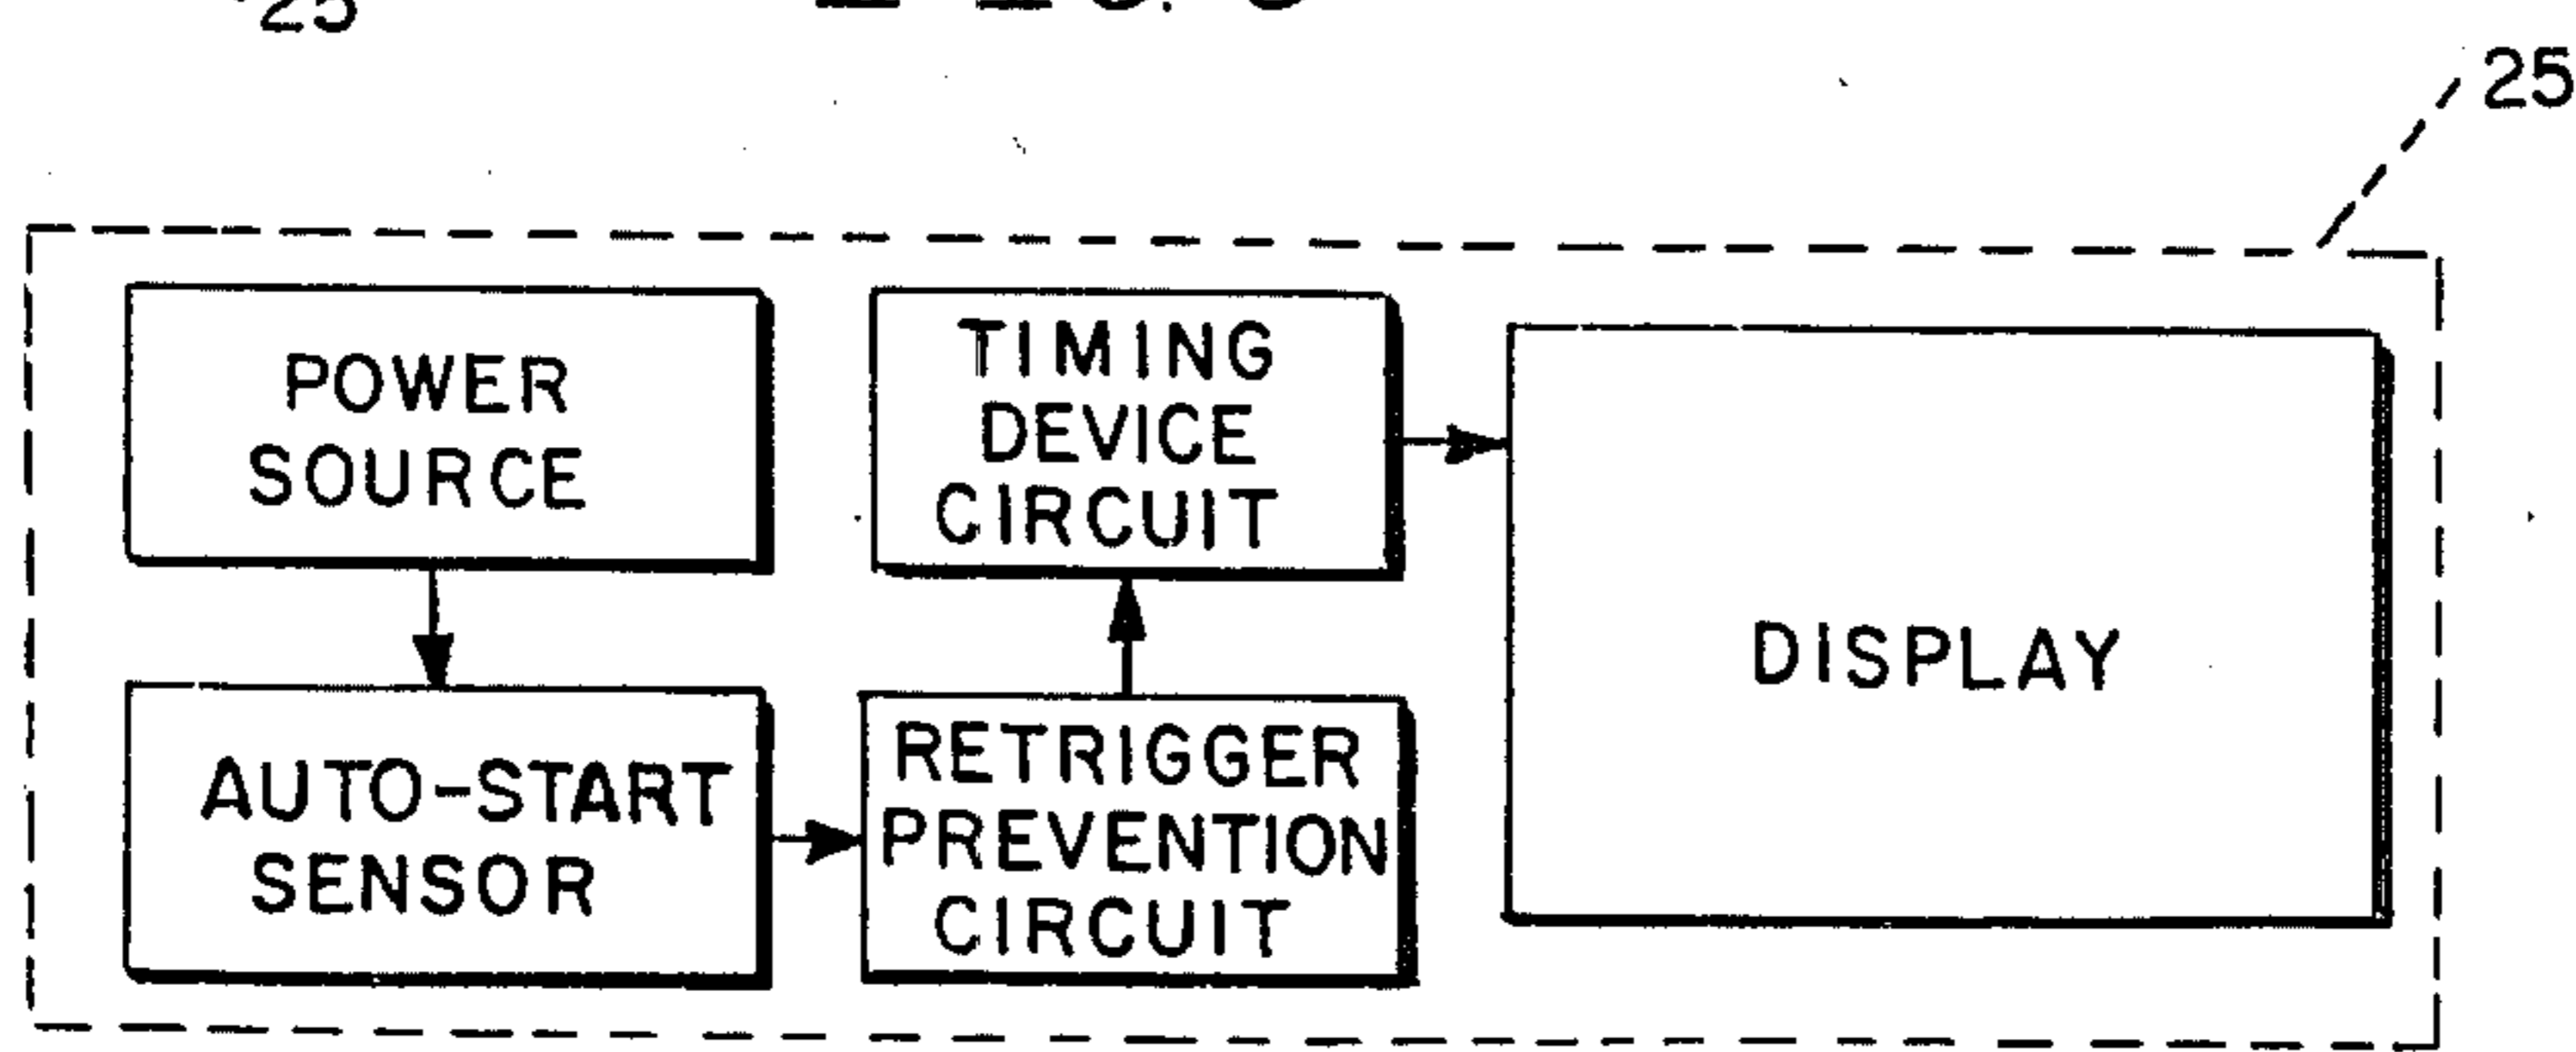 25
25
POWER
SOURCE
TIMING
DEVICE
CIRCUIT
DISPLAY
AUTO-START
SENSOR
RETRIGGER
PREVENTION
CIRCUIT